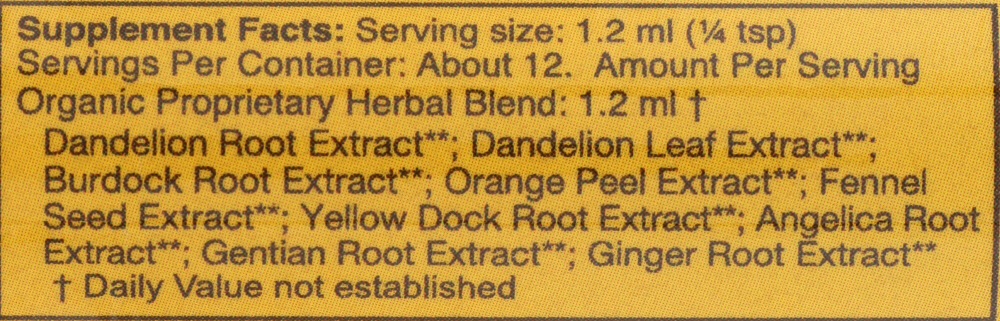 Supplement Facts: Serving size: 1.2 ml (¼ tsp)
Servings Per Container: About 12. Amount Per Serving
Organic Proprietary Herbal Blend: 1.2 ml †
Dandelion Root Extract**; Dandelion Leaf Extract**;
Burdock Root Extract**; Orange Peel Extract**; Fennel
Seed Extract**; Yellow Dock Root Extract**; Angelica Root
Extract**; Gentian Root Extract**; Ginger Root Extract**
† Daily Value not established